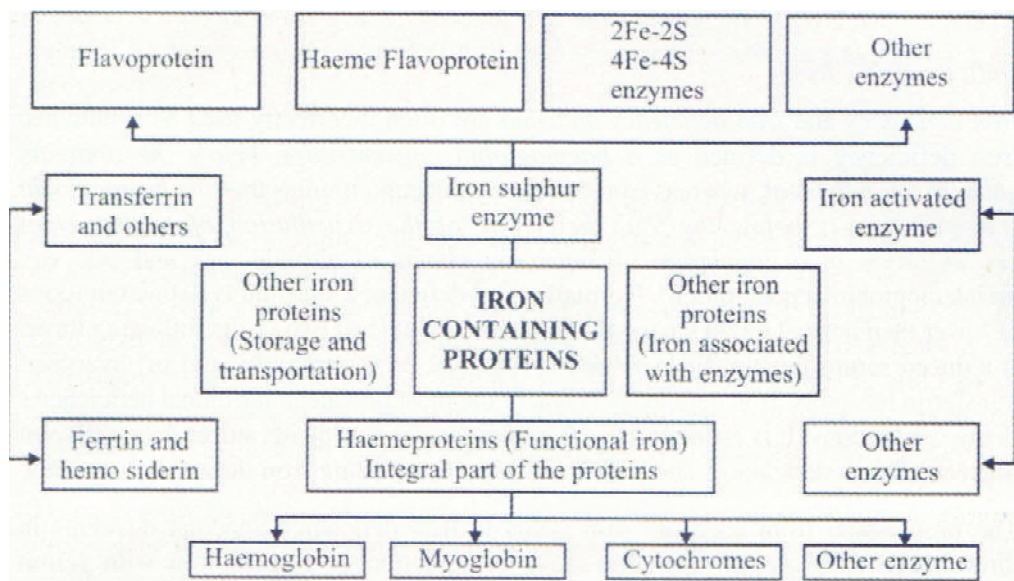 Flavoprotein
Haeme Flavoprotein
2Fe-2S
4Fe-4S
enzymes
Other
enzymes
Transferrin
and others
Iron sulphur
enzyme
Iron activated
enzyme
Other iron
proteins
(Storage and
transportation)
IRON
CONTAINING
PROTEINS
Other iron
proteins
(Iron associated
with enzymes)
Ferrtin and
hemo siderin
Haemeproteins (Functional iron)
Integral part of the proteins
Other
enzymes
Haemoglobin
Myoglobin
Cytochromes
Other enzyme